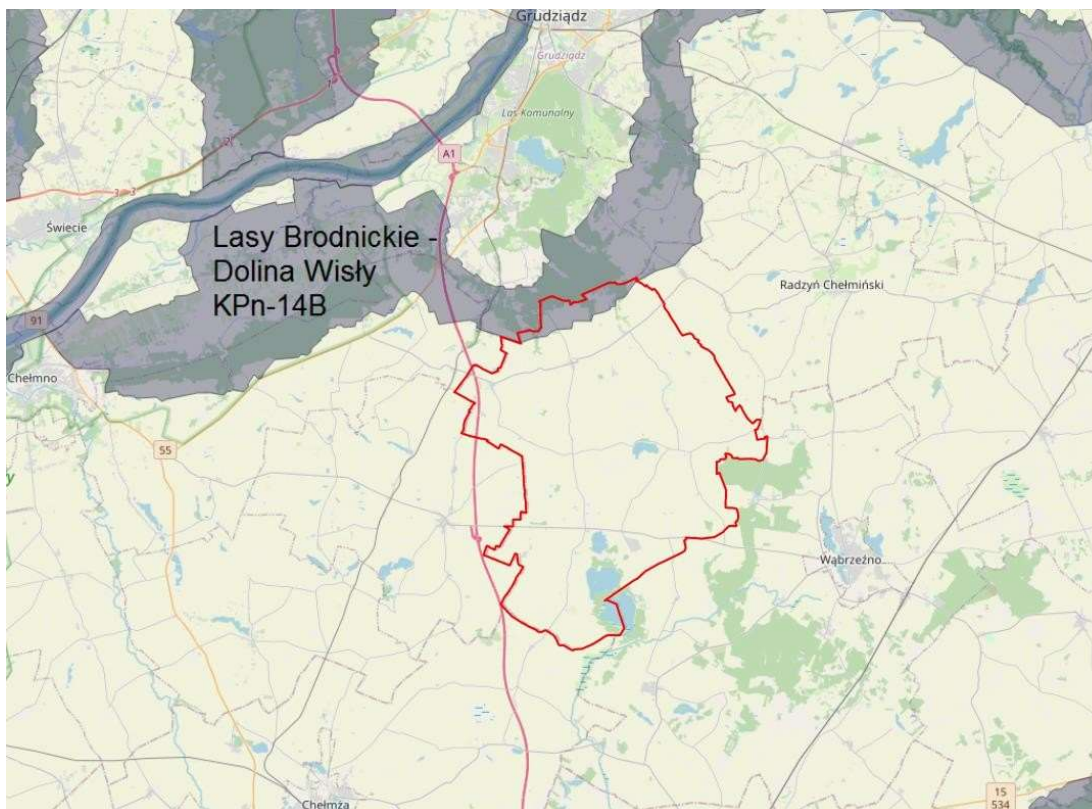 Grudziądz
Grudziądz
Las Komunalny
A1
Świecie
Lasy Brodnickie -
Dolina Wisły
KPn-14B
Radzyń Chełmiński
91
Chełmno
55
Wąbrzeźno
Chełmża
15
534